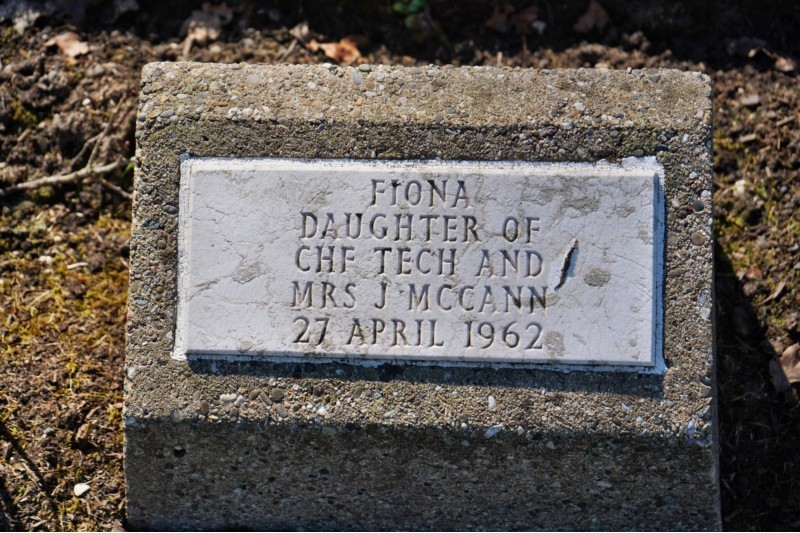 FIONA
DAUGHTER OF
CHF TECH AND
MRS J MCCANN
27 APRIL 1962